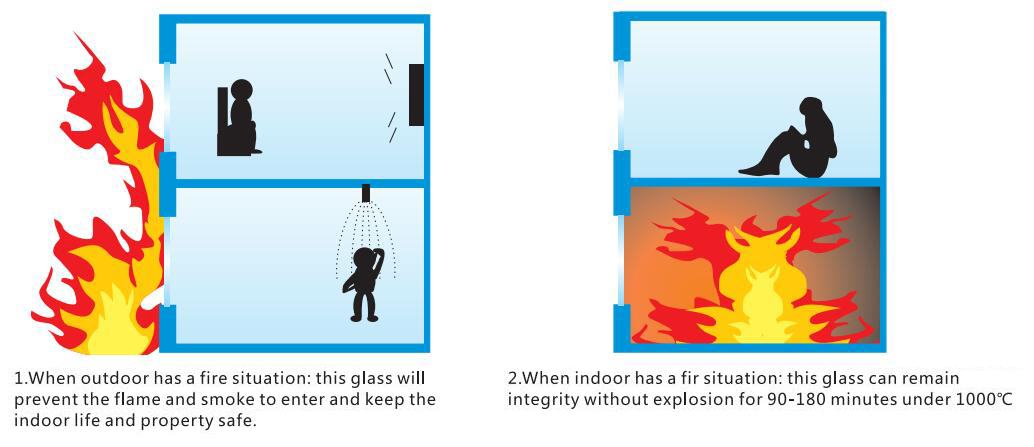 1.When outdoor has a fire situation: this glass will
prevent the flame and smoke to enter and keep the
indoor life and property safe.
2.When indoor has a fir situation: this glass can remain
integrity without explosion for 90-180 minutes under 1000℃